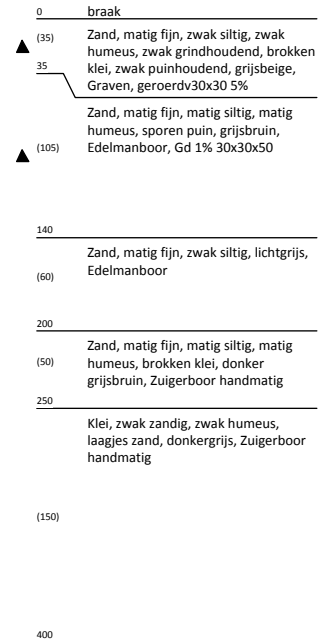 0 braak
(35) Zand, matig fijn, zwak siltig, zwak
humeus, zwak grindhoudend, brokken
35 klei, zwak puinhoudend, grijsbeige,
Graven, geroerdv30x30 5%
Zand, matig fijn, matig siltig, matig
humeus, sporen puin, grijsbruin,
(105) Edelmanboor, Gd 1% 30x30x50
140
Zand, matig fijn, zwak siltig, lichtgrijs,
(60) Edelmanboor
200
Zand, matig fijn, matig siltig, matig
(50) humeus, brokken klei, donker
grijsbruin, Zuigerboor handmatig
250
Klei, zwak zandig, zwak humeus,
laagjes zand, donkergrijs, Zuigerboor
handmatig
(150)
400